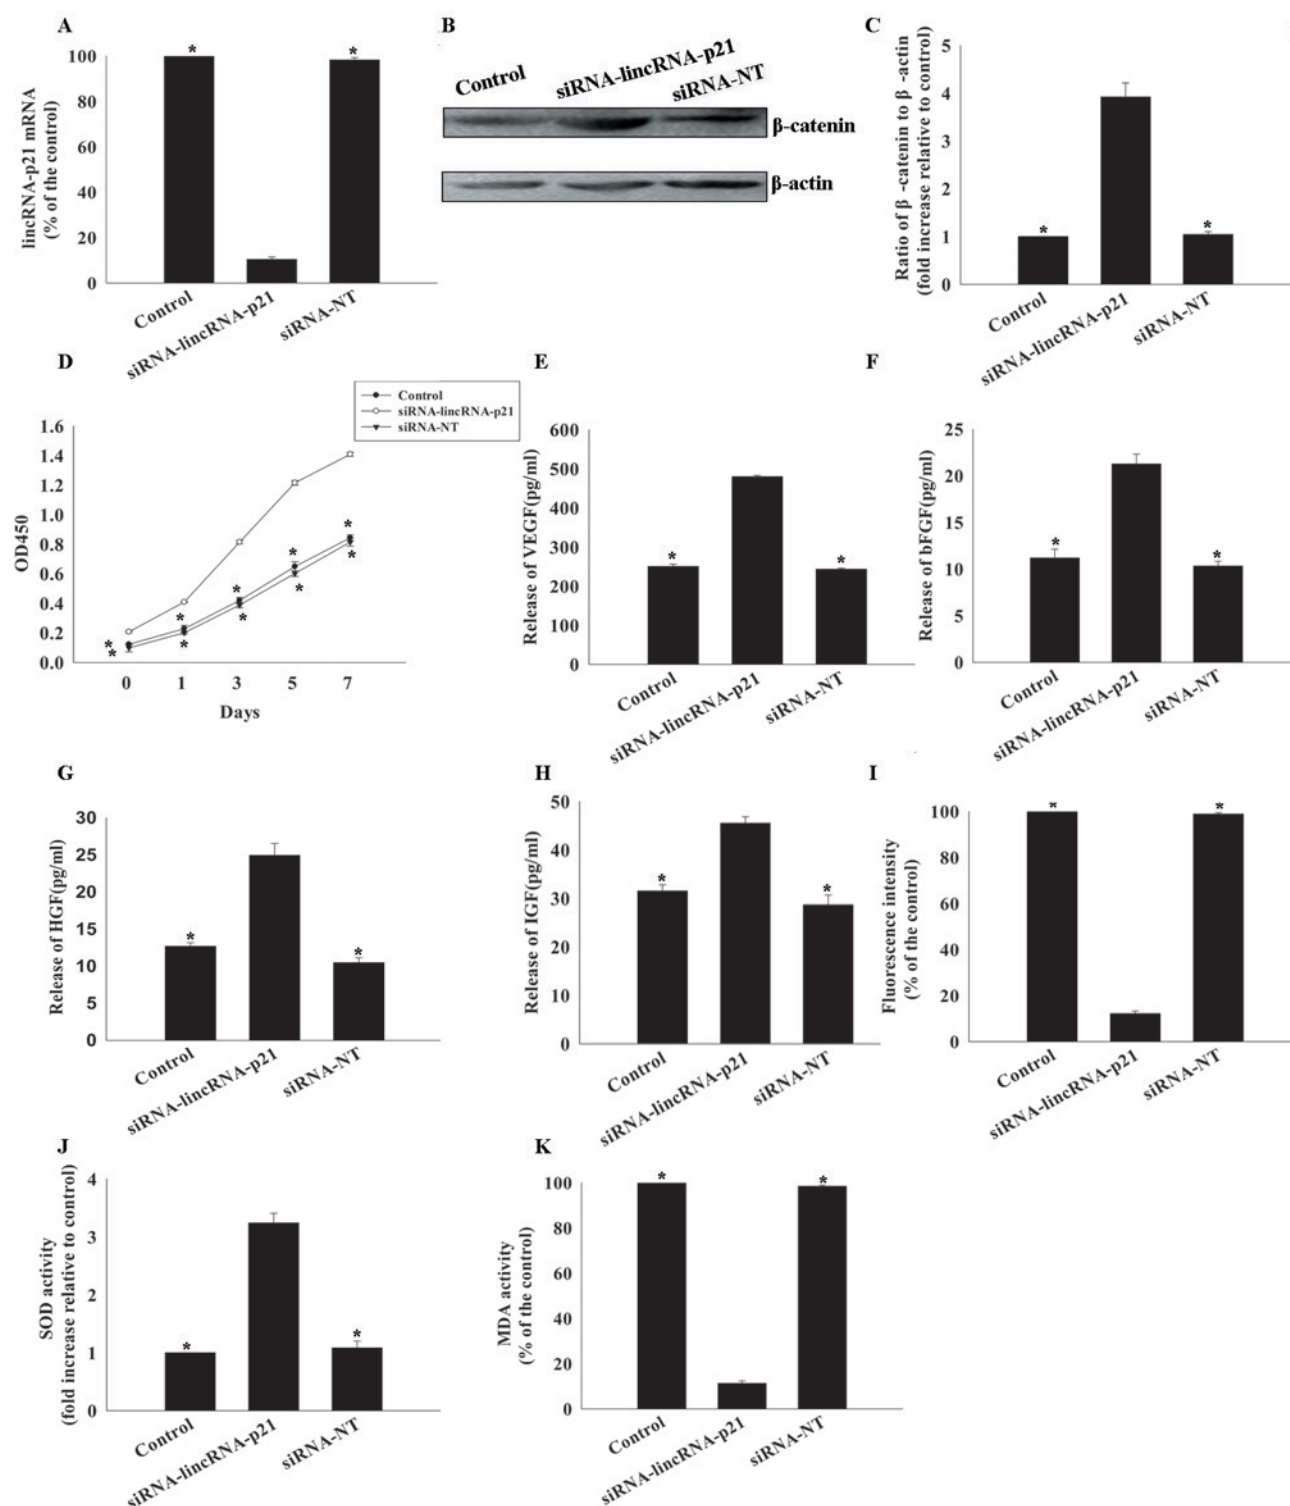 A
lincRNA-p21 mRNA
(% of the control)
100
80
60
40
20
0
*
*
Control
siRNA-lincRNA-p21
siRNA-NT
B
Control
siRNA-lincRNA-p21
siRNA-NT
β-catenin
β-actin
C
Ratio of β -catenin to β -actin
(fold increase relative to control)
5
4
3
2
1
0
*
*
Control
siRNA-lincRNA-p21
siRNA-NT
D
Control
siRNA-lincRNA-p21
siRNA-NT
OD450
1.6
1.4
1.2
1.0
0.8
0.6
0.4
0.2
0.0
*
*
*
*
*
*
*
*
*
*
0 1 3 5 7
Days
E
Release of VEGF(pg/ml)
600
500
400
300
200
100
0
*
*
Control
siRNA-lincRNA-p21
siRNA-NT
F
Release of bFGF(pg/ml)
25
20
15
10
5
0
*
*
Control
siRNA-lincRNA-p21
siRNA-NT
G
Release of HGF(pg/ml)
30
25
20
15
10
5
0
*
*
Control
siRNA-lincRNA-p21
siRNA-NT
H
Release of IGF(pg/ml)
50
40
30
20
10
0
*
*
Control
siRNA-lincRNA-p21
siRNA-NT
I
Fluorescence intensity
(% of the control)
100
80
60
40
20
0
*
*
Control
siRNA-lincRNA-p21
siRNA-NT
J
SOD activity
(fold increase relative to control)
4
3
2
1
0
*
*
Control
siRNA-lincRNA-p21
siRNA-NT
K
MDA activity
(% of the control)
100
80
60
40
20
0
*
*
Control
siRNA-lincRNA-p21
siRNA-NT